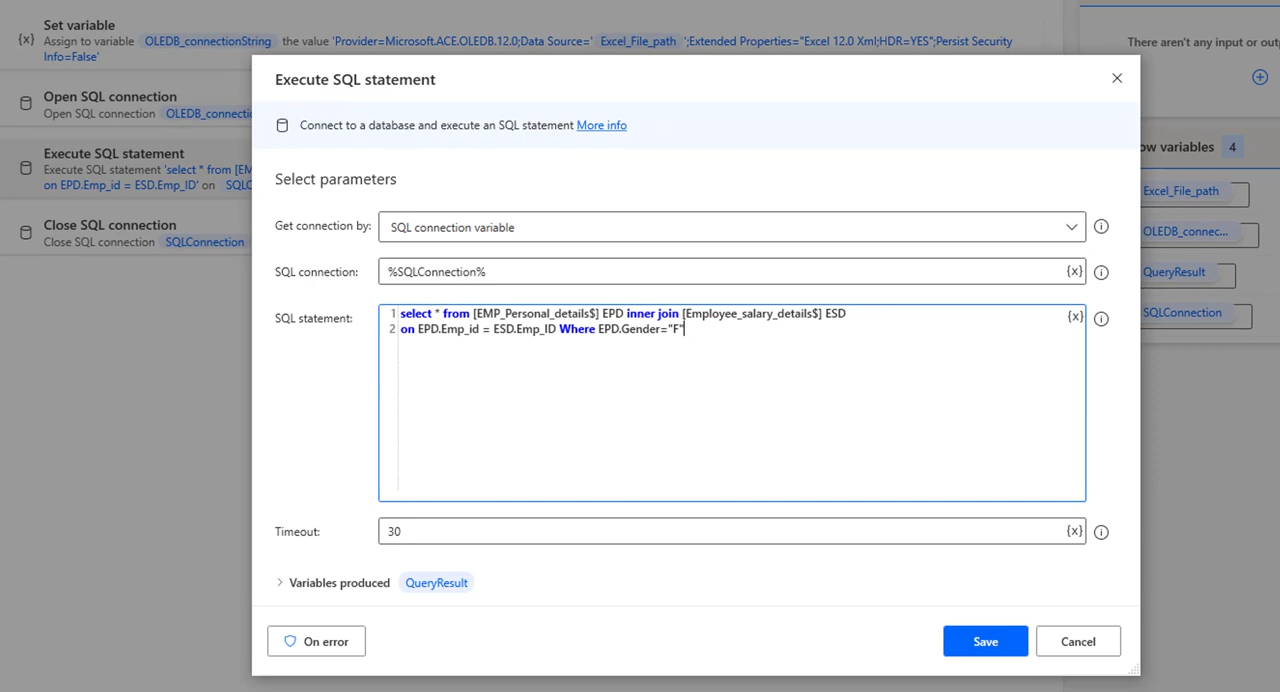 Set variable
Assign to variable OLEDB_connectionString the value 'Provider=Microsoft.ACE.OLEDB.12.0;Data Source=' Excel_File_path ';Extended Properties="Excel 12.0 Xml;HDR=YES";Persist Security
Info=False'
There aren't any input or outp
Open SQL connection
Open SQL connection OLEDB_connectio
Execute SQL statement
Execute SQL statement 'select * from [EM
on EPD.Emp_id = ESD.Emp_ID' on SQLC
Close SQL connection
Close SQL connection SQLConnection
Execute SQL statement
Connect to a database and execute an SQL statement More info
Select parameters
Get connection by: SQL connection variable
SQL connection: %SQLConnection% {x}
SQL statement:
1 select * from [EMP_Personal_details$] EPD inner join [Employee_salary_details$] ESD {x}
2 on EPD.Emp_id = ESD.Emp_ID Where EPD.Gender="F"
Timeout: 30 {x}
Variables produced QueryResult
On error
Save
Cancel
ow variables 4
Excel_File_path
OLEDB_connec...
QueryResult
SQLConnection